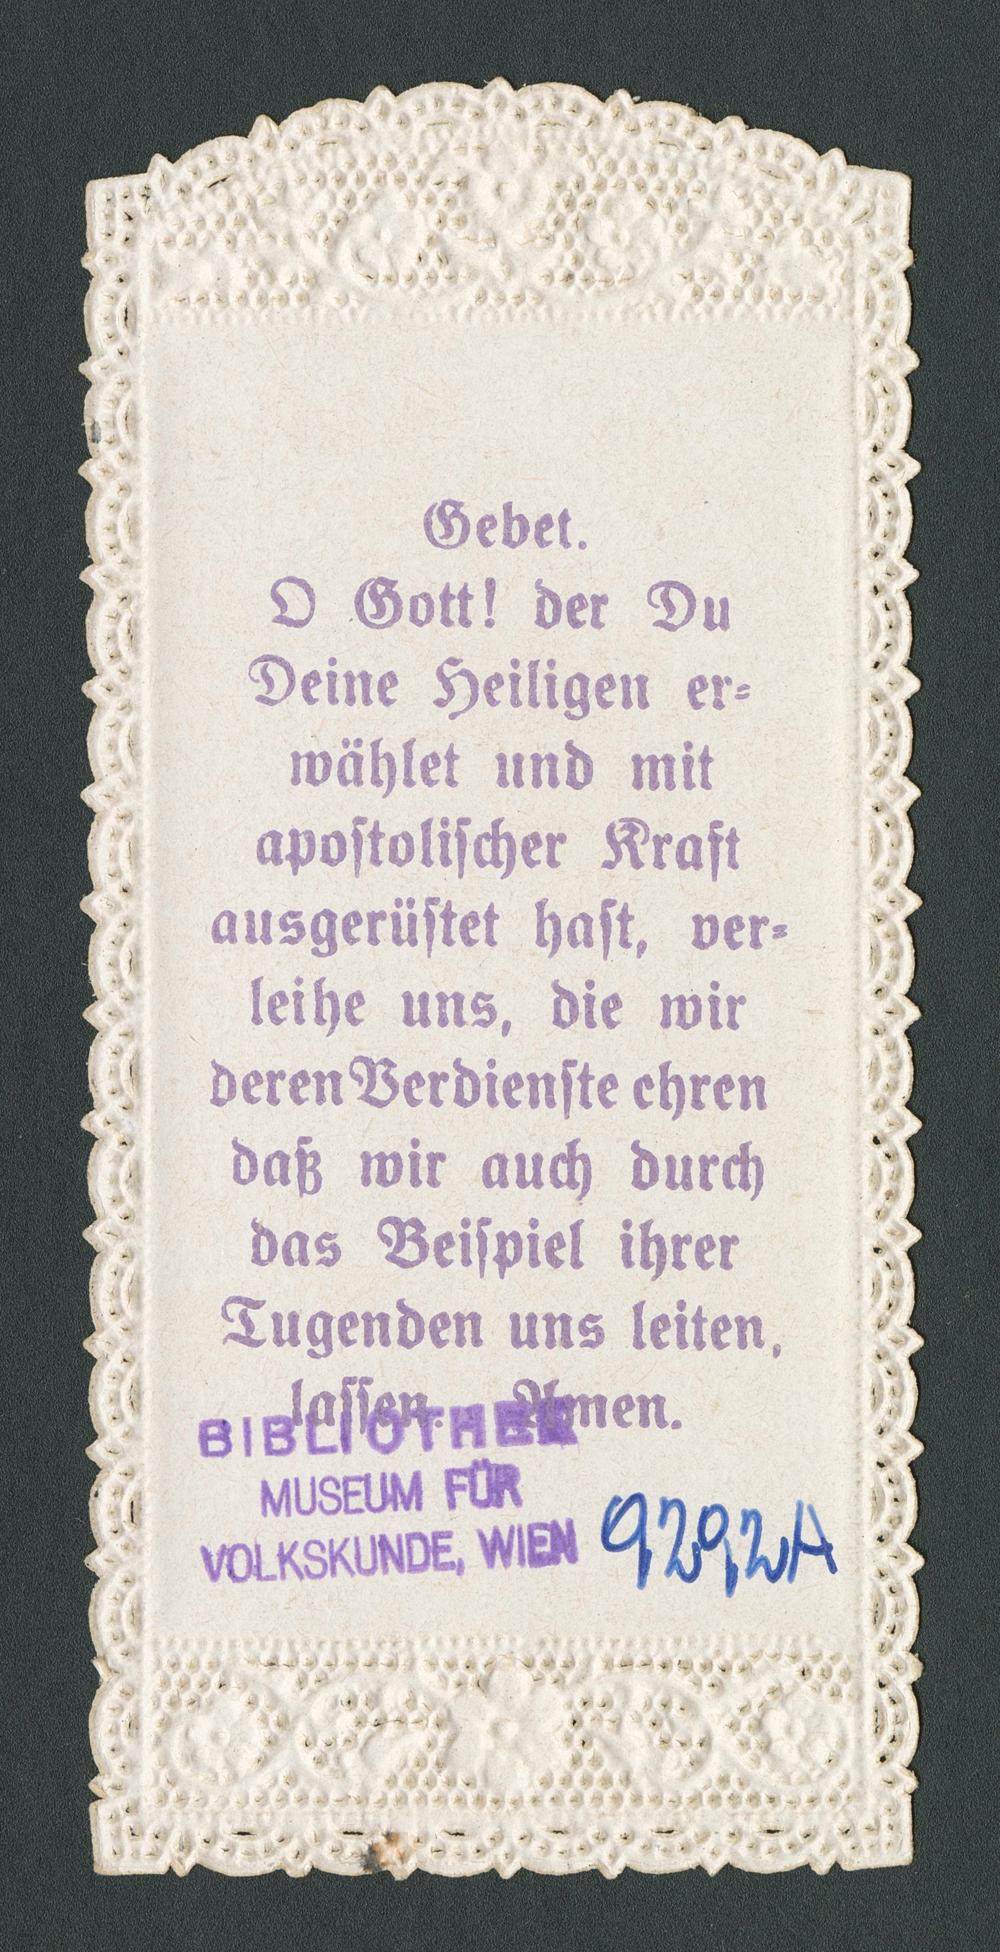 Gebet.
O Gott! der Du
Deine Heiligen er⸗
wählet und mit
apoſtoliſcher Kraft
ausgerüſtet haſt, ver⸗
leihe uns, die wir
deren Verdienſte chren
daß wir auch durch
das Beiſpiel ihrer
Tugenden uns leiten,
laſſen. Amen.
BIBLIOTHEK
MUSEUM FÜR
VOLKSKUNDE, WIEN
9292A